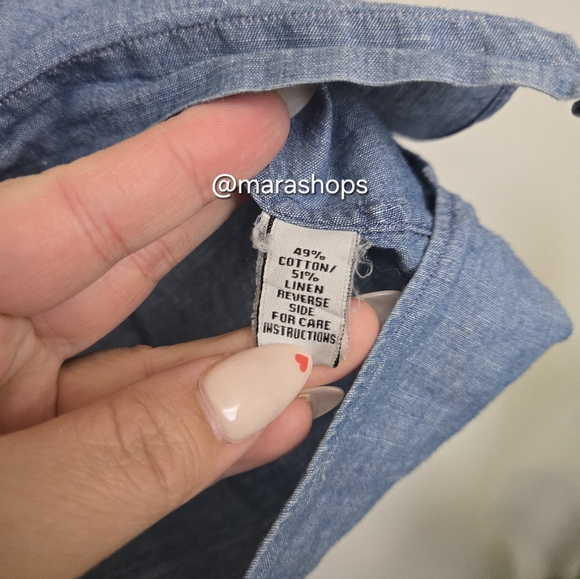 @marashops
49%
COTTON/
51%
LINEN
REVERSE
SIDE
FOR CARE
INSTRUCTIONS